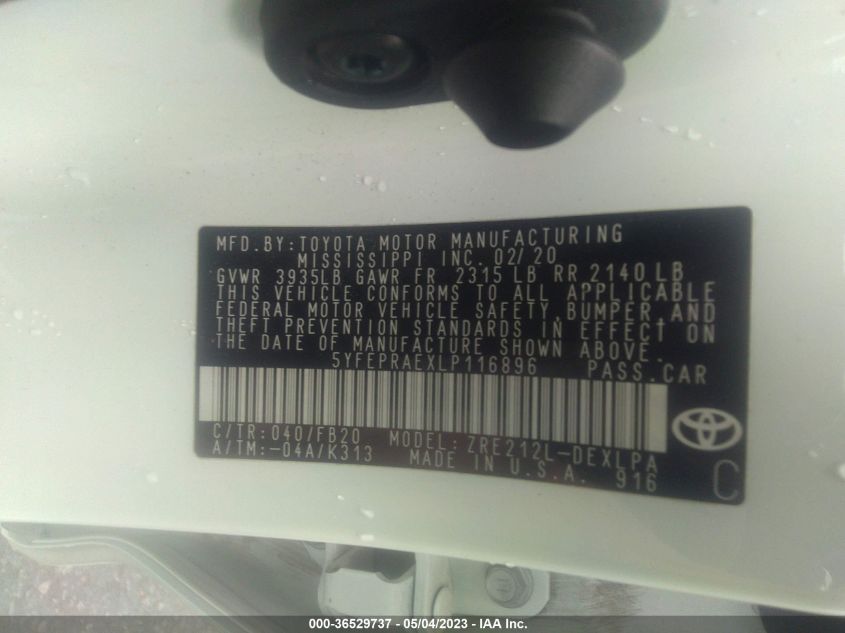 MFD. BY: TOYOTA MOTOR MANUFACTURING
MISSISSIPPI INC. 02/20
GVWR 3935LB GAWR FR 2315 LB RR 2140 LB
THIS VEHICLE CONFORMS TO ALL APPLICABLE
FEDERAL MOTOR VEHICLE SAFETY, BUMPER, AND
THEFT PREVENTION STANDARDS IN EFFECT ON
THE DATE OF MANUFACTURE SHOWN ABOVE.
5YFEPRAEXLP116896 PASS.CAR
C/TR: 040/FB20 MODEL: ZRE212L-DEXLPA
A/TM: -04A/K313 MADE IN U.S.A. 916
C
000-36529737 - 05/04/2023 - IAA Inc.